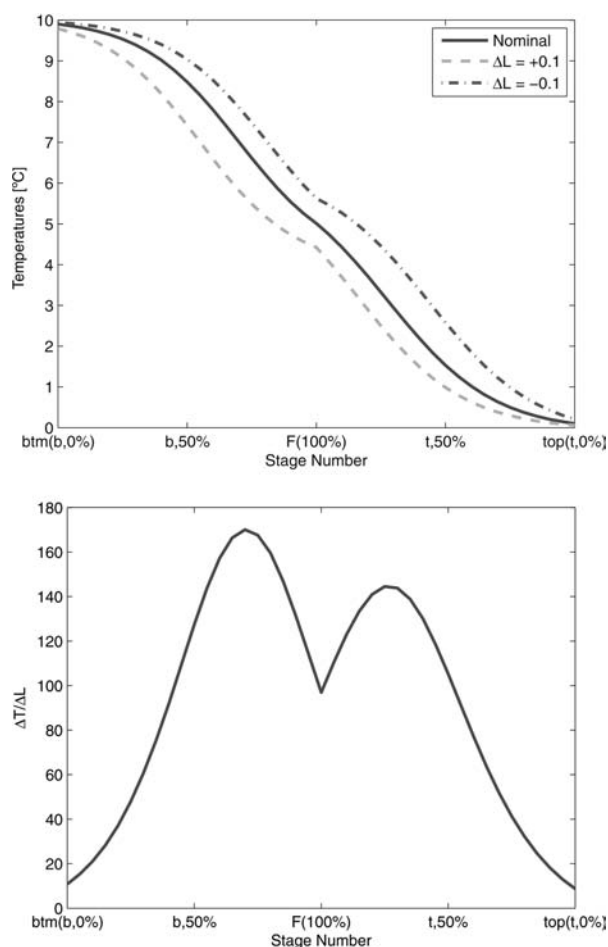 10
9
8
7
6
5
4
3
2
1
0
Temperatures [°C]
Nominal
ΔL = +0.1
ΔL = −0.1
btm(b,0%) b,50% F(100%) t,50% top(t,0%)
Stage Number
180
160
140
120
100
80
60
40
20
0
ΔT/ΔL
btm(b,0%) b,50% F(100%) t,50% top(t,0%)
Stage Number